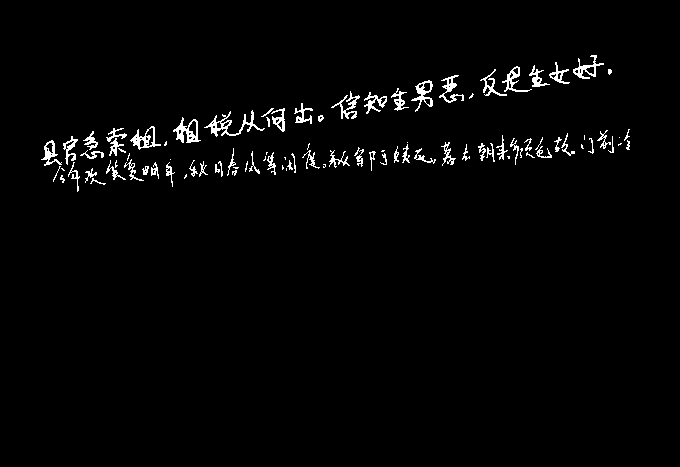 县官急索租,租税从何出。信知生男恶,反是生女好。
今年欢笑复明年,秋月春风等闲度。弟走从军阿姨死,暮去朝来颜色故。门前冷